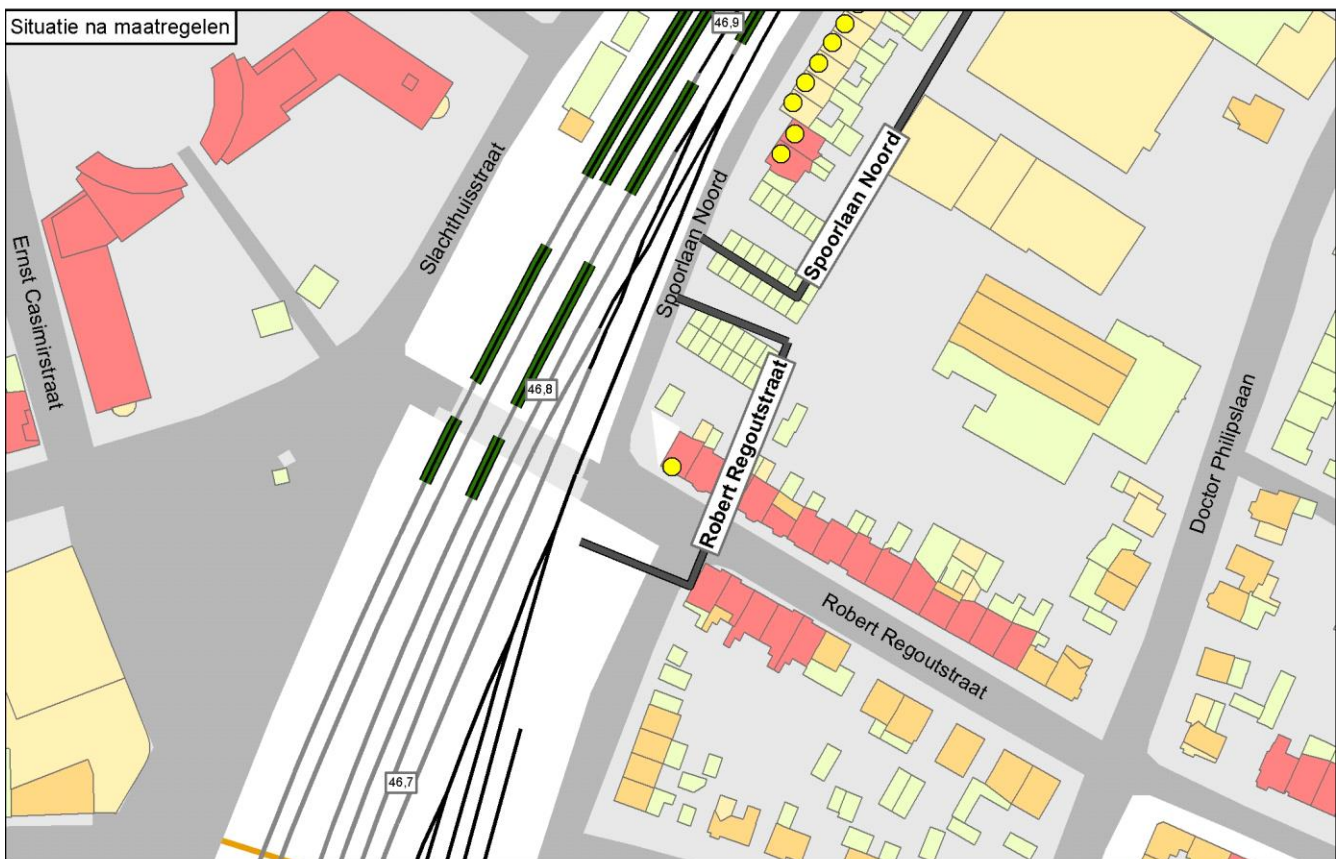 Situatie na maatregelen
46,9
Slachthuisstraat
Spoorlaan Noord
Spoorlaan Noord
Ernst Casimirstraat
46,8
Robert Regoutstraat
Doctor Philipslaan
Robert Regoutstraat
46,7